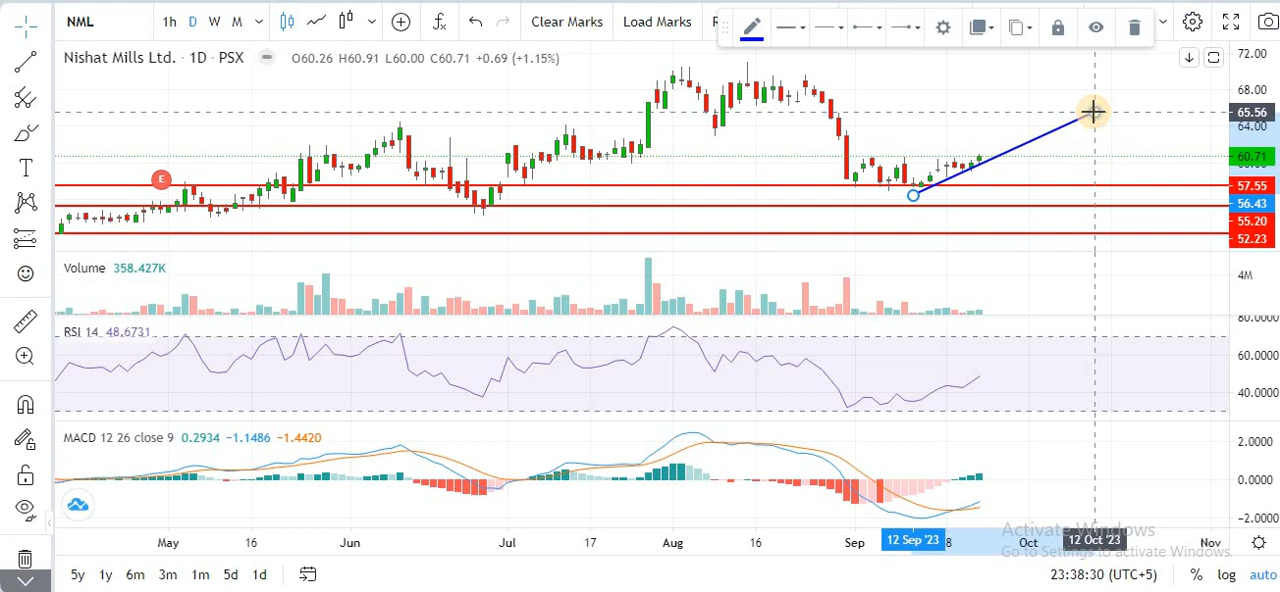 NML
1h D W M
Clear Marks Load Marks
Nishat Mills Ltd. · 1D · PSX O60.26 H60.91 L60.00 C60.71 +0.69 (+1.15%)
72.00
68.00
65.56
64.00
60.71
E
57.55
56.43
55.20
52.23
Volume 358.427K
4M
RSI 14 48.6731
80.0000
60.0000
40.0000
MACD 12 26 close 9 0.2934 −1.1486 −1.4420
2.0000
0.0000
−2.0000
Activate Windows
May 16 Jun Jul 17 Aug 16 Sep 12 Sep '23 8 Oct 12 Oct '23 Nov
Go to Settings to activate Windows.
5y 1y 6m 3m 1m 5d 1d 23:38:30 (UTC+5) % log auto